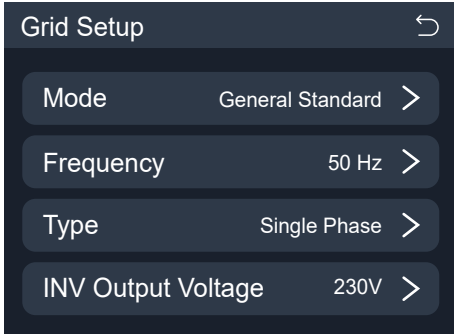 Grid Setup
Mode General Standard
Frequency 50 Hz
Type Single Phase
INV Output Voltage 230V